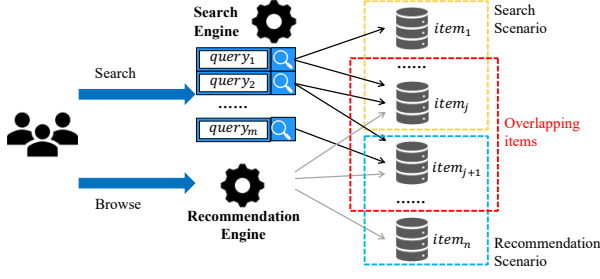 Search
Engine
Search
query₁
query₂
......
queryₘ
Browse
Recommendation
Engine
item₁
......
itemⱼ
itemⱼ₊₁
......
itemₙ
Search
Scenario
Overlapping
items
Recommendation
Scenario